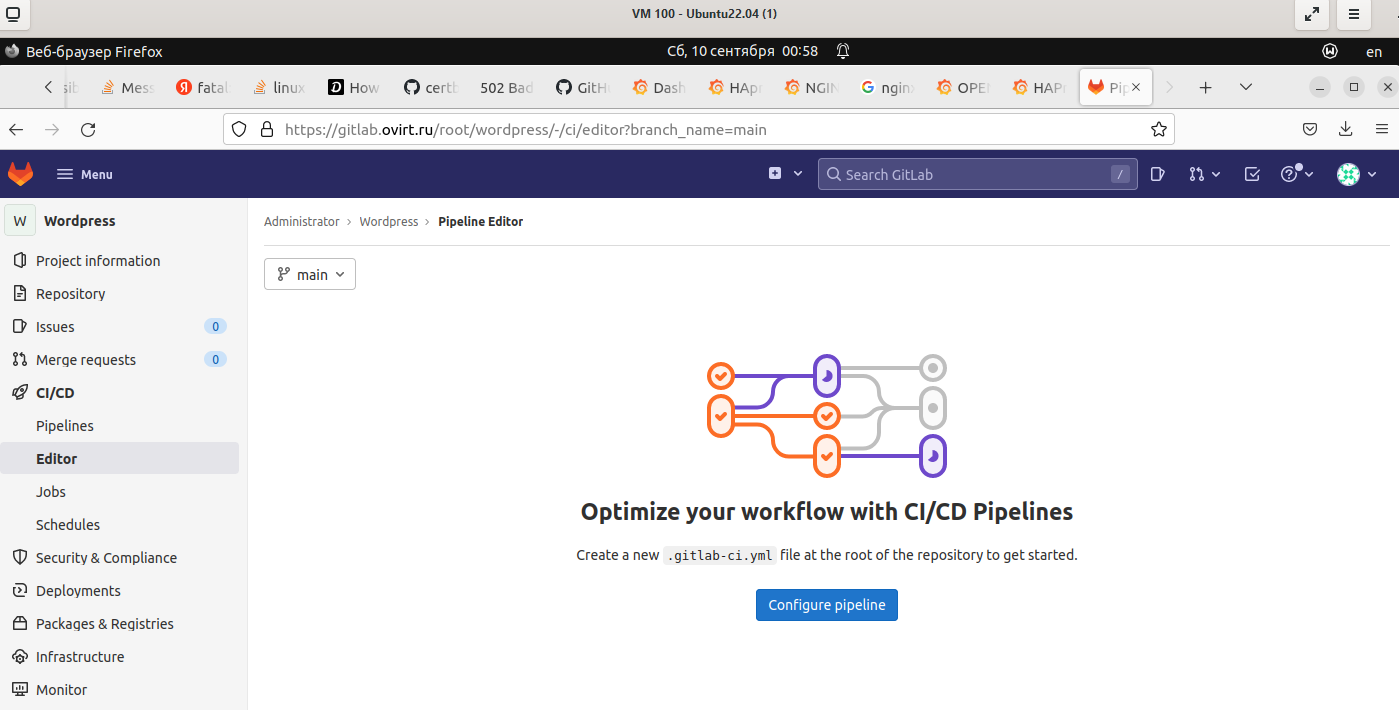 VM 100 - Ubuntu22.04 (1)
Веб-браузер Firefox
Сб, 10 сентября 00:58
en
Mess
fatal
linux
How
certb
502 Bad
GitH
Dash
HApr
NGIN
nginx
OPE
HAPr
Pip
https://gitlab.ovirt.ru/root/wordpress/-/ci/editor?branch_name=main
Menu
Search GitLab
/
W Wordpress
Administrator › Wordpress › Pipeline Editor
Project information
main
Repository
Issues 0
Merge requests 0
CI/CD
Pipelines
Editor
Jobs
Schedules
Security & Compliance
Deployments
Packages & Registries
Infrastructure
Monitor
Optimize your workflow with CI/CD Pipelines
Create a new .gitlab-ci.yml file at the root of the repository to get started.
Configure pipeline